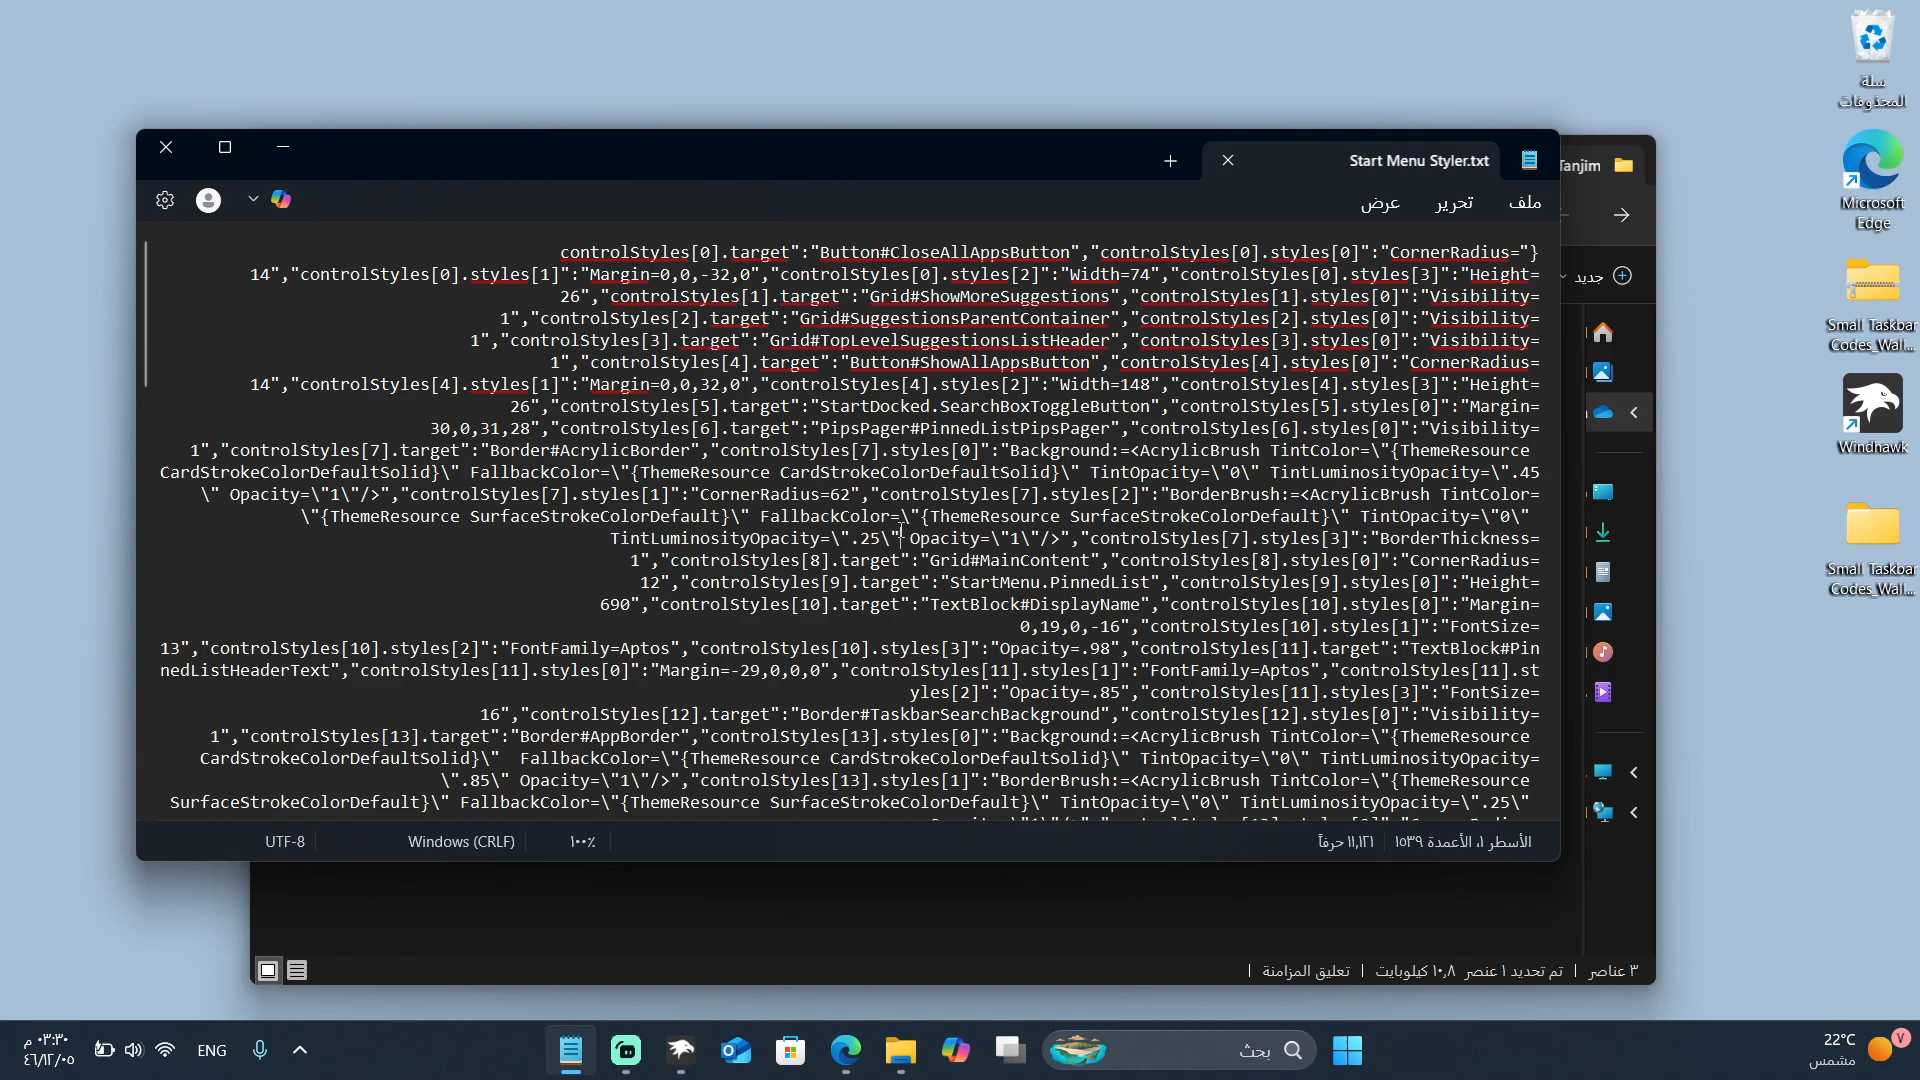 سلة
المحذوفات
Microsoft
Edge
Small Taskbar
Codes_Wall...
Windhawk
Small Taskbar
Codes_Wall...
Start Menu Styler.txt
Tanjim
ملف
تحرير
عرض
جديد
controlStyles[0].target":"Button#CloseAllAppsButton","controlStyles[0].styles[0]":"CornerRadius="}
14","controlStyles[0].styles[1]":"Margin=0,0,-32,0","controlStyles[0].styles[2]":"Width=74","controlStyles[0].styles[3]":"Height=
26","controlStyles[1].target":"Grid#ShowMoreSuggestions","controlStyles[1].styles[0]":"Visibility=
1","controlStyles[2].target":"Grid#SuggestionsParentContainer","controlStyles[2].styles[0]":"Visibility=
1","controlStyles[3].target":"Grid#TopLevelSuggestionsListHeader","controlStyles[3].styles[0]":"Visibility=
1","controlStyles[4].target":"Button#ShowAllAppsButton","controlStyles[4].styles[0]":"CornerRadius=
14","controlStyles[4].styles[1]":"Margin=0,0,32,0","controlStyles[4].styles[2]":"Width=148","controlStyles[4].styles[3]":"Height=
26","controlStyles[5].target":"StartDocked.SearchBoxToggleButton","controlStyles[5].styles[0]":"Margin=
30,0,31,28","controlStyles[6].target":"PipsPager#PinnedListPipsPager","controlStyles[6].styles[0]":"Visibility=
1","controlStyles[7].target":"Border#AcrylicBorder","controlStyles[7].styles[0]":"Background:=<AcrylicBrush TintColor=\"{ThemeResource
CardStrokeColorDefaultSolid}\" FallbackColor=\"{ThemeResource CardStrokeColorDefaultSolid}\" TintOpacity=\"0\" TintLuminosityOpacity=\".45
\" Opacity=\"1\"/>","controlStyles[7].styles[1]":"CornerRadius=62","controlStyles[7].styles[2]":"BorderBrush:=<AcrylicBrush TintColor=
\"{ThemeResource SurfaceStrokeColorDefault}\" FallbackColor=\"{ThemeResource SurfaceStrokeColorDefault}\" TintOpacity=\"0\"
TintLuminosityOpacity=\".25\" Opacity=\"1\"/>","controlStyles[7].styles[3]":"BorderThickness=
1","controlStyles[8].target":"Grid#MainContent","controlStyles[8].styles[0]":"CornerRadius=
12","controlStyles[9].target":"StartMenu.PinnedList","controlStyles[9].styles[0]":"Height=
690","controlStyles[10].target":"TextBlock#DisplayName","controlStyles[10].styles[0]":"Margin=
0,19,0,-16","controlStyles[10].styles[1]":"FontSize=
13","controlStyles[10].styles[2]":"FontFamily=Aptos","controlStyles[10].styles[3]":"Opacity=.98","controlStyles[11].target":"TextBlock#Pin
nedListHeaderText","controlStyles[11].styles[0]":"Margin=-29,0,0,0","controlStyles[11].styles[1]":"FontFamily=Aptos","controlStyles[11].st
yles[2]":"Opacity=.85","controlStyles[11].styles[3]":"FontSize=
16","controlStyles[12].target":"Border#TaskbarSearchBackground","controlStyles[12].styles[0]":"Visibility=
1","controlStyles[13].target":"Border#AppBorder","controlStyles[13].styles[0]":"Background:=<AcrylicBrush TintColor=\"{ThemeResource
CardStrokeColorDefaultSolid}\"  FallbackColor=\"{ThemeResource CardStrokeColorDefaultSolid}\" TintOpacity=\"0\" TintLuminosityOpacity=
\".85\" Opacity=\"1\"/>","controlStyles[13].styles[1]":"BorderBrush:=<AcrylicBrush TintColor=\"{ThemeResource
SurfaceStrokeColorDefault}\" FallbackColor=\"{ThemeResource SurfaceStrokeColorDefault}\" TintOpacity=\"0\" TintLuminosityOpacity=\".25\"
الأسطر ١، الأعمدة ١٥٣٩
١١,١٢١ حرفاً
١٠٠٪
Windows (CRLF)
UTF-8
٣ عناصر | تم تحديد ١ عنصر ١٠,٨ كيلوبايت | تعليق المزامنة |
22°C
مشمس
V
بحث
ENG
٠٣:٣٠ م
٤٦/١٢/٠٥